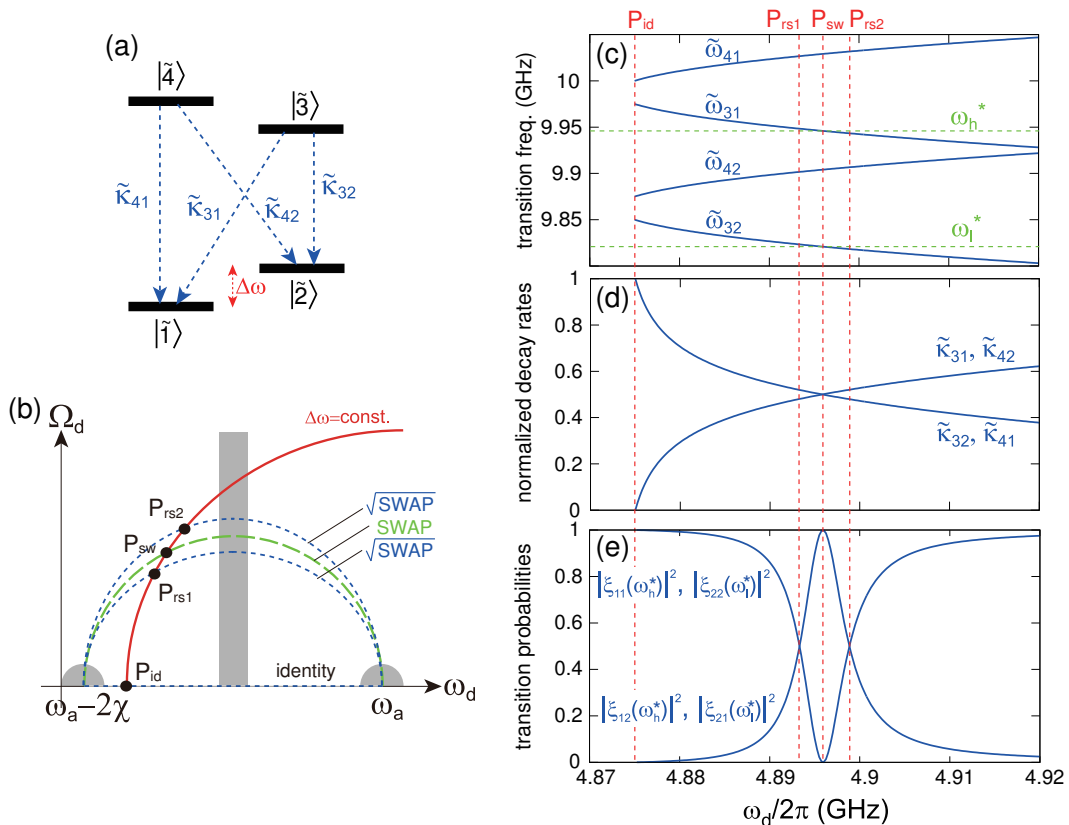 (a)
|4̃⟩
|3̃⟩
κ̃41
κ̃31
κ̃42
κ̃32
Δω
|1̃⟩
|2̃⟩
(b)
Ωd
Δω=const.
Prs2
Psw
Prs1
Pid
√SWAP
SWAP
√SWAP
identity
ωa−2χ
ωa
ωd
Pid
Prs1
Psw
Prs2
(c)
transition freq. (GHz)
10
9.95
9.9
9.85
ω̃41
ω̃31
ωh*
ω̃42
ω̃32
ωl*
(d)
normalized decay rates
1
0.8
0.6
0.4
0.2
0
κ̃31, κ̃42
κ̃32, κ̃41
(e)
transition probabilities
1
0.8
0.6
0.4
0.2
0
|ξ11(ωh*)|², |ξ22(ωl*)|²
|ξ12(ωh*)|², |ξ21(ωl*)|²
4.87
4.88
4.89
4.9
4.91
4.92
ωd/2π (GHz)